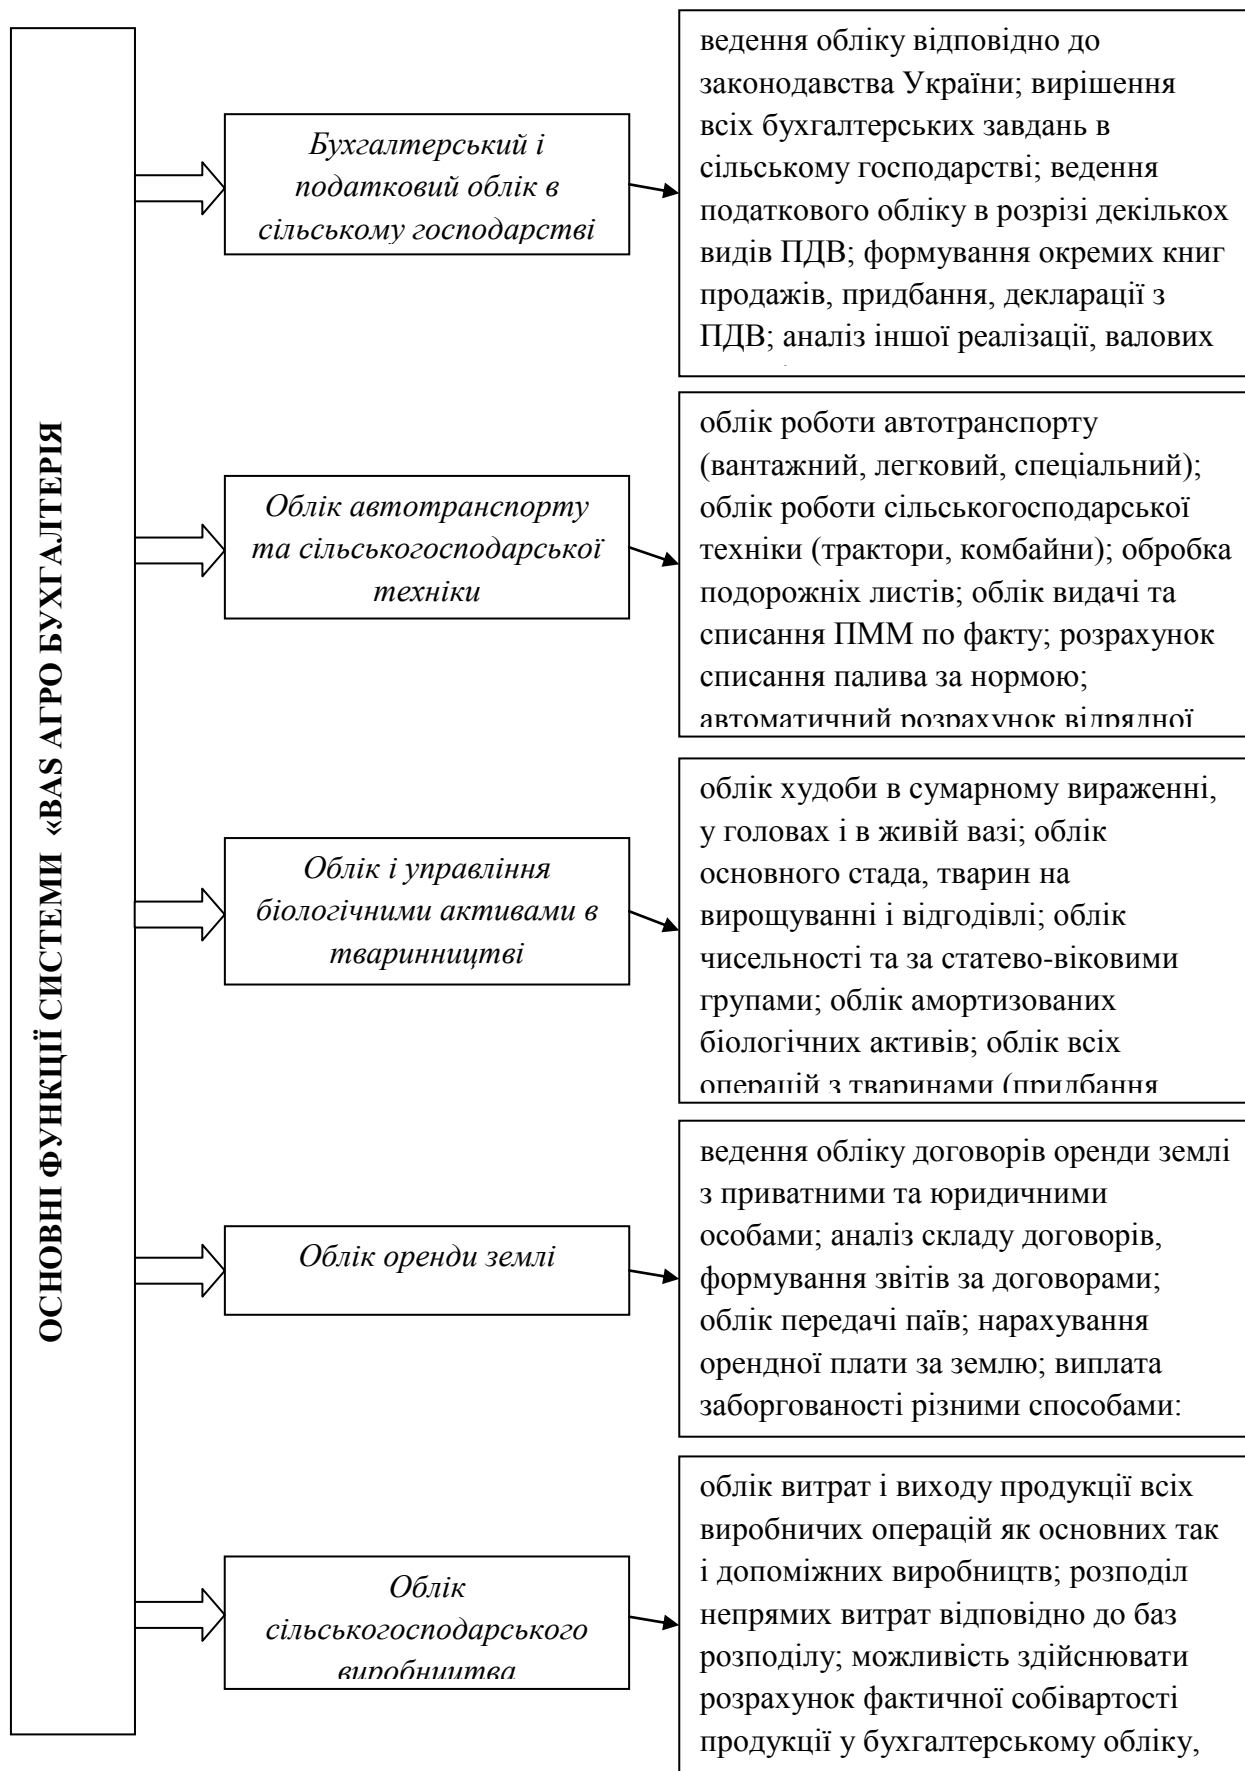 ОСНОВНІ ФУНКЦІЇ СИСТЕМИ «BAS АГРО БУХГАЛТЕРІЯ
Бухгалтерський і
податковий облік в
сільському господарстві
ведення обліку відповідно до
законодавства України; вирішення
всіх бухгалтерських завдань в
сільському господарстві; ведення
податкового обліку в розрізі декількох
видів ПДВ; формування окремих книг
продажів, придбання, декларації з
ПДВ; аналіз іншої реалізації, валових
Облік автотранспорту
та сільськогосподарської
техніки
облік роботи автотранспорту
(вантажний, легковий, спеціальний);
облік роботи сільськогосподарської
техніки (трактори, комбайни); обробка
подорожніх листів; облік видачі та
списання ПММ по факту; розрахунок
списання палива за нормою;
автоматичний розрахунок відрядної
Облік і управління
біологічними активами в
тваринництві
облік худоби в сумарному вираженні,
у головах і в живій вазі; облік
основного стада, тварин на
вирощуванні і відгодівлі; облік
чисельності та за статево-віковими
групами; облік амортизованих
біологічних активів; облік всіх
операцій з тваринами (придбання
Облік оренди землі
ведення обліку договорів оренди землі
з приватними та юридичними
особами; аналіз складу договорів,
формування звітів за договорами;
облік передачі паїв; нарахування
орендної плати за землю; виплата
заборгованості різними способами:
Облік
сільськогосподарського
виробництва
облік витрат і виходу продукції всіх
виробничих операцій як основних так
і допоміжних виробництв; розподіл
непрямих витрат відповідно до баз
розподілу; можливість здійснювати
розрахунок фактичної собівартості
продукції у бухгалтерському обліку,